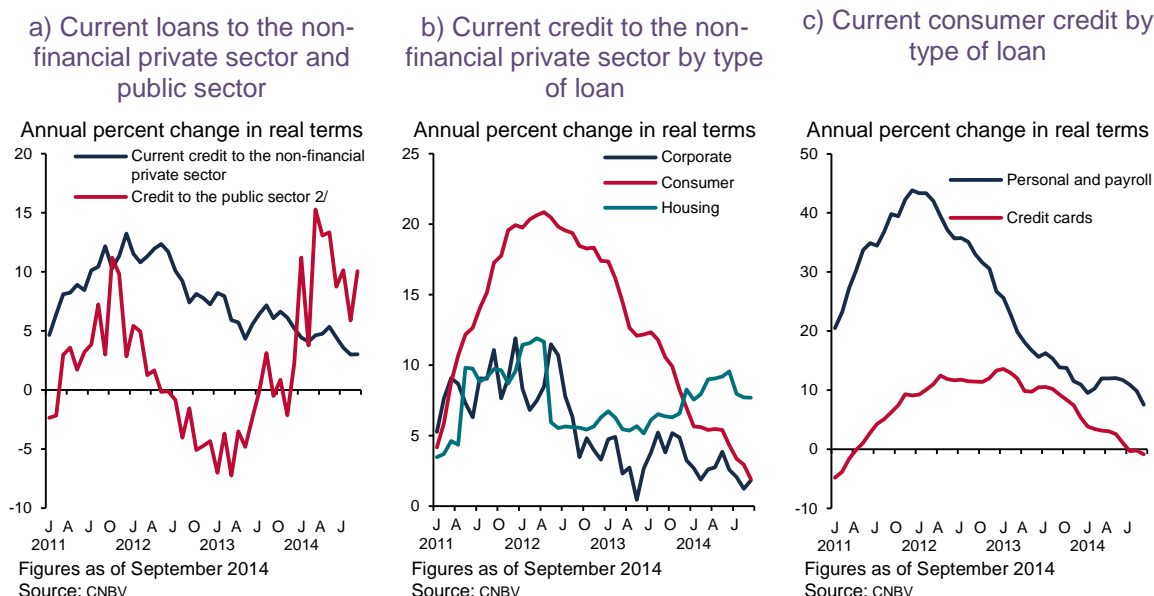 a) Current loans to the non-
financial private sector and
public sector
Annual percent change in real terms
20
15
10
5
0
-5
-10
Current credit to the non-financial
private sector
Credit to the public sector 2/
J A J O J A J O J A J O J A J
2011 2012 2013 2014
Figures as of September 2014
Source: CNBV
b) Current credit to the non-
financial private sector by type
of loan
Annual percent change in real terms
25
20
15
10
5
0
Corporate
Consumer
Housing
J A J O J A J O J A J O J A J
2011 2012 2013 2014
Figures as of September 2014
Source: CNBV
c) Current consumer credit by
type of loan
Annual percent change in real terms
50
40
30
20
10
0
-10
Personal and payroll
Credit cards
J A J O J A J O J A J O J A J
2011 2012 2013 2014
Figures as of September 2014
Source: CNBV